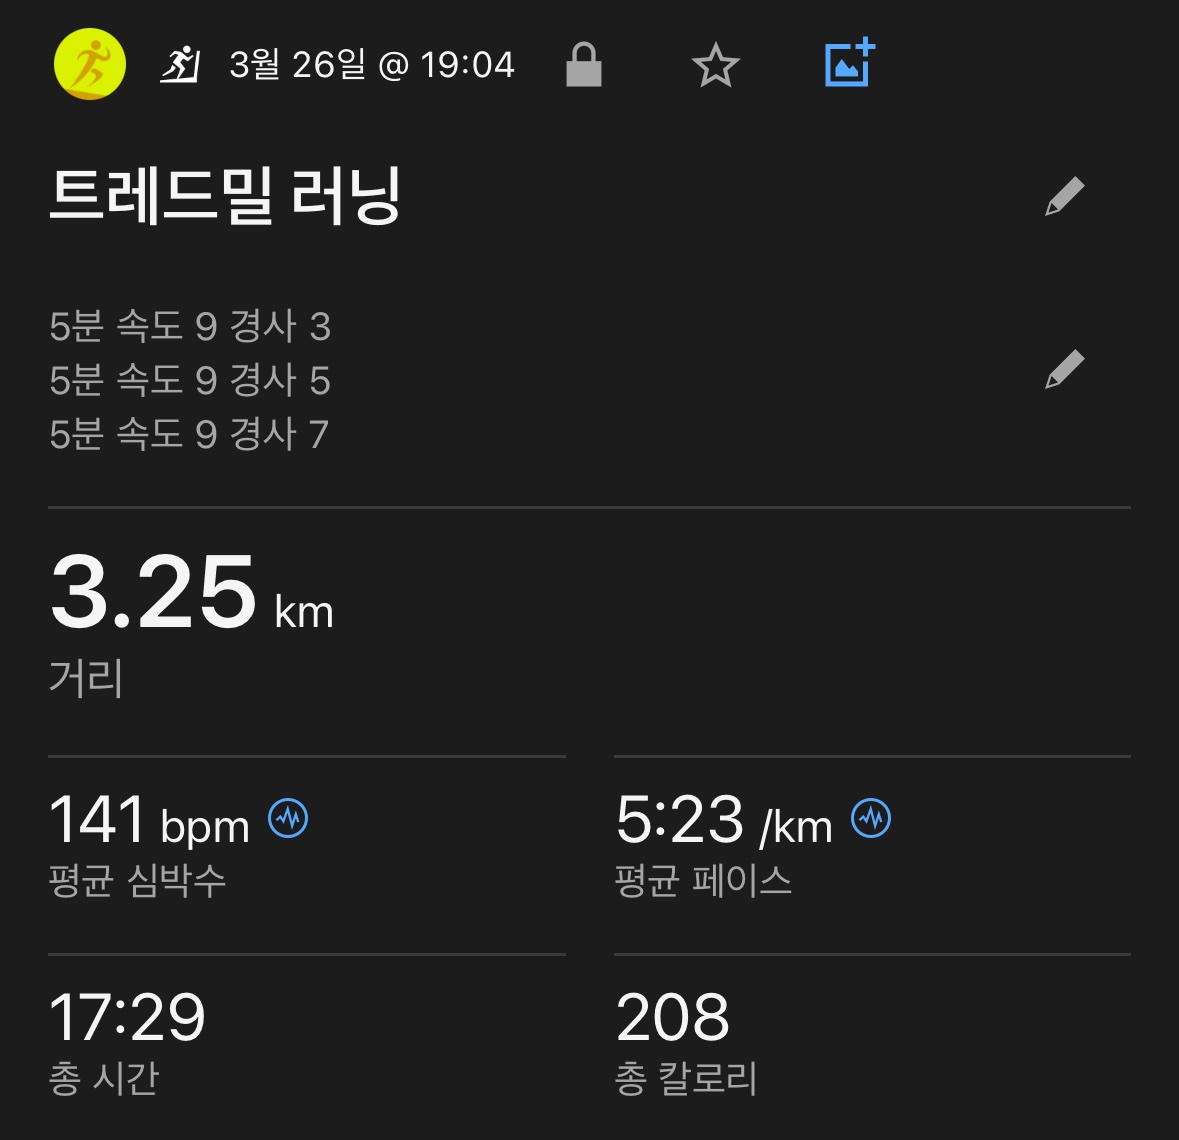 3월 26일 @ 19:04
트레드밀 러닝
5분 속도 9 경사 3
5분 속도 9 경사 5
5분 속도 9 경사 7
3.25 km
거리
141 bpm 5:23 /km
평균 심박수 평균 페이스
17:29 208
총 시간 총 칼로리